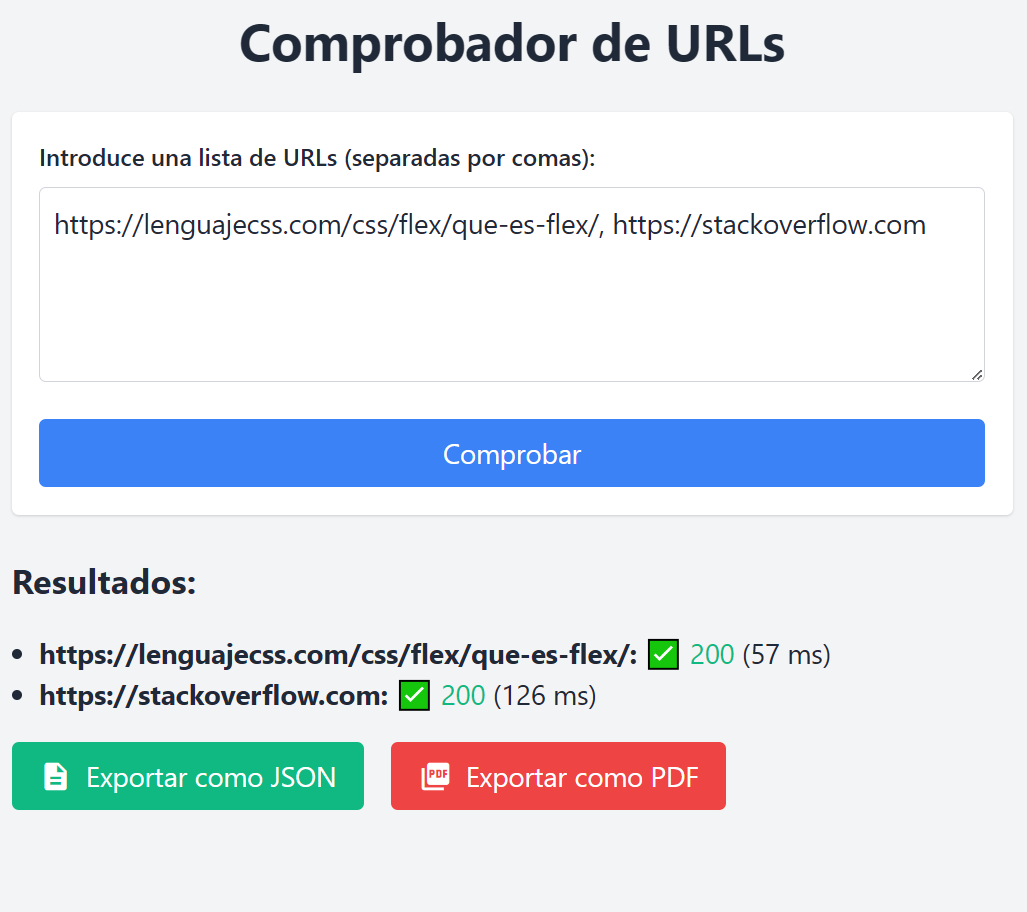 Comprobador de URLs
Introduce una lista de URLs (separadas por comas):
https://lenguajecss.com/css/flex/que-es-flex/, https://stackoverflow.com
Comprobar
Resultados:
• https://lenguajecss.com/css/flex/que-es-flex/: ✅ 200 (57 ms)
• https://stackoverflow.com: ✅ 200 (126 ms)
Exportar como JSON
PDF Exportar como PDF